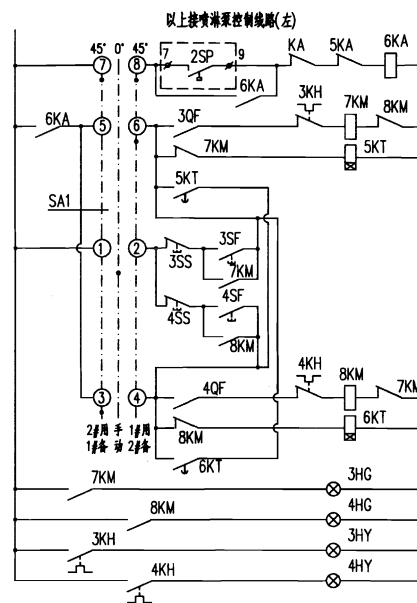 以上接喷淋泵控制线路(左)
45° 0° 45°
7 8 7 2SP 9 KA 5KA 6KA
6KA
6KA 5 6 3QF 3KH 7KM 8KM
7KM 5KT
5KT
SA1
1 2 3SS 3SF
7KM
4SS 4SF
8KM
3 4 4QF 4KH 8KM 7KM
8KM 6KT
6KT
2#用 手 1#用
1#备 动 2#备
7KM 3HG
8KM 4HG
3KH 3HY
4KH 4HY